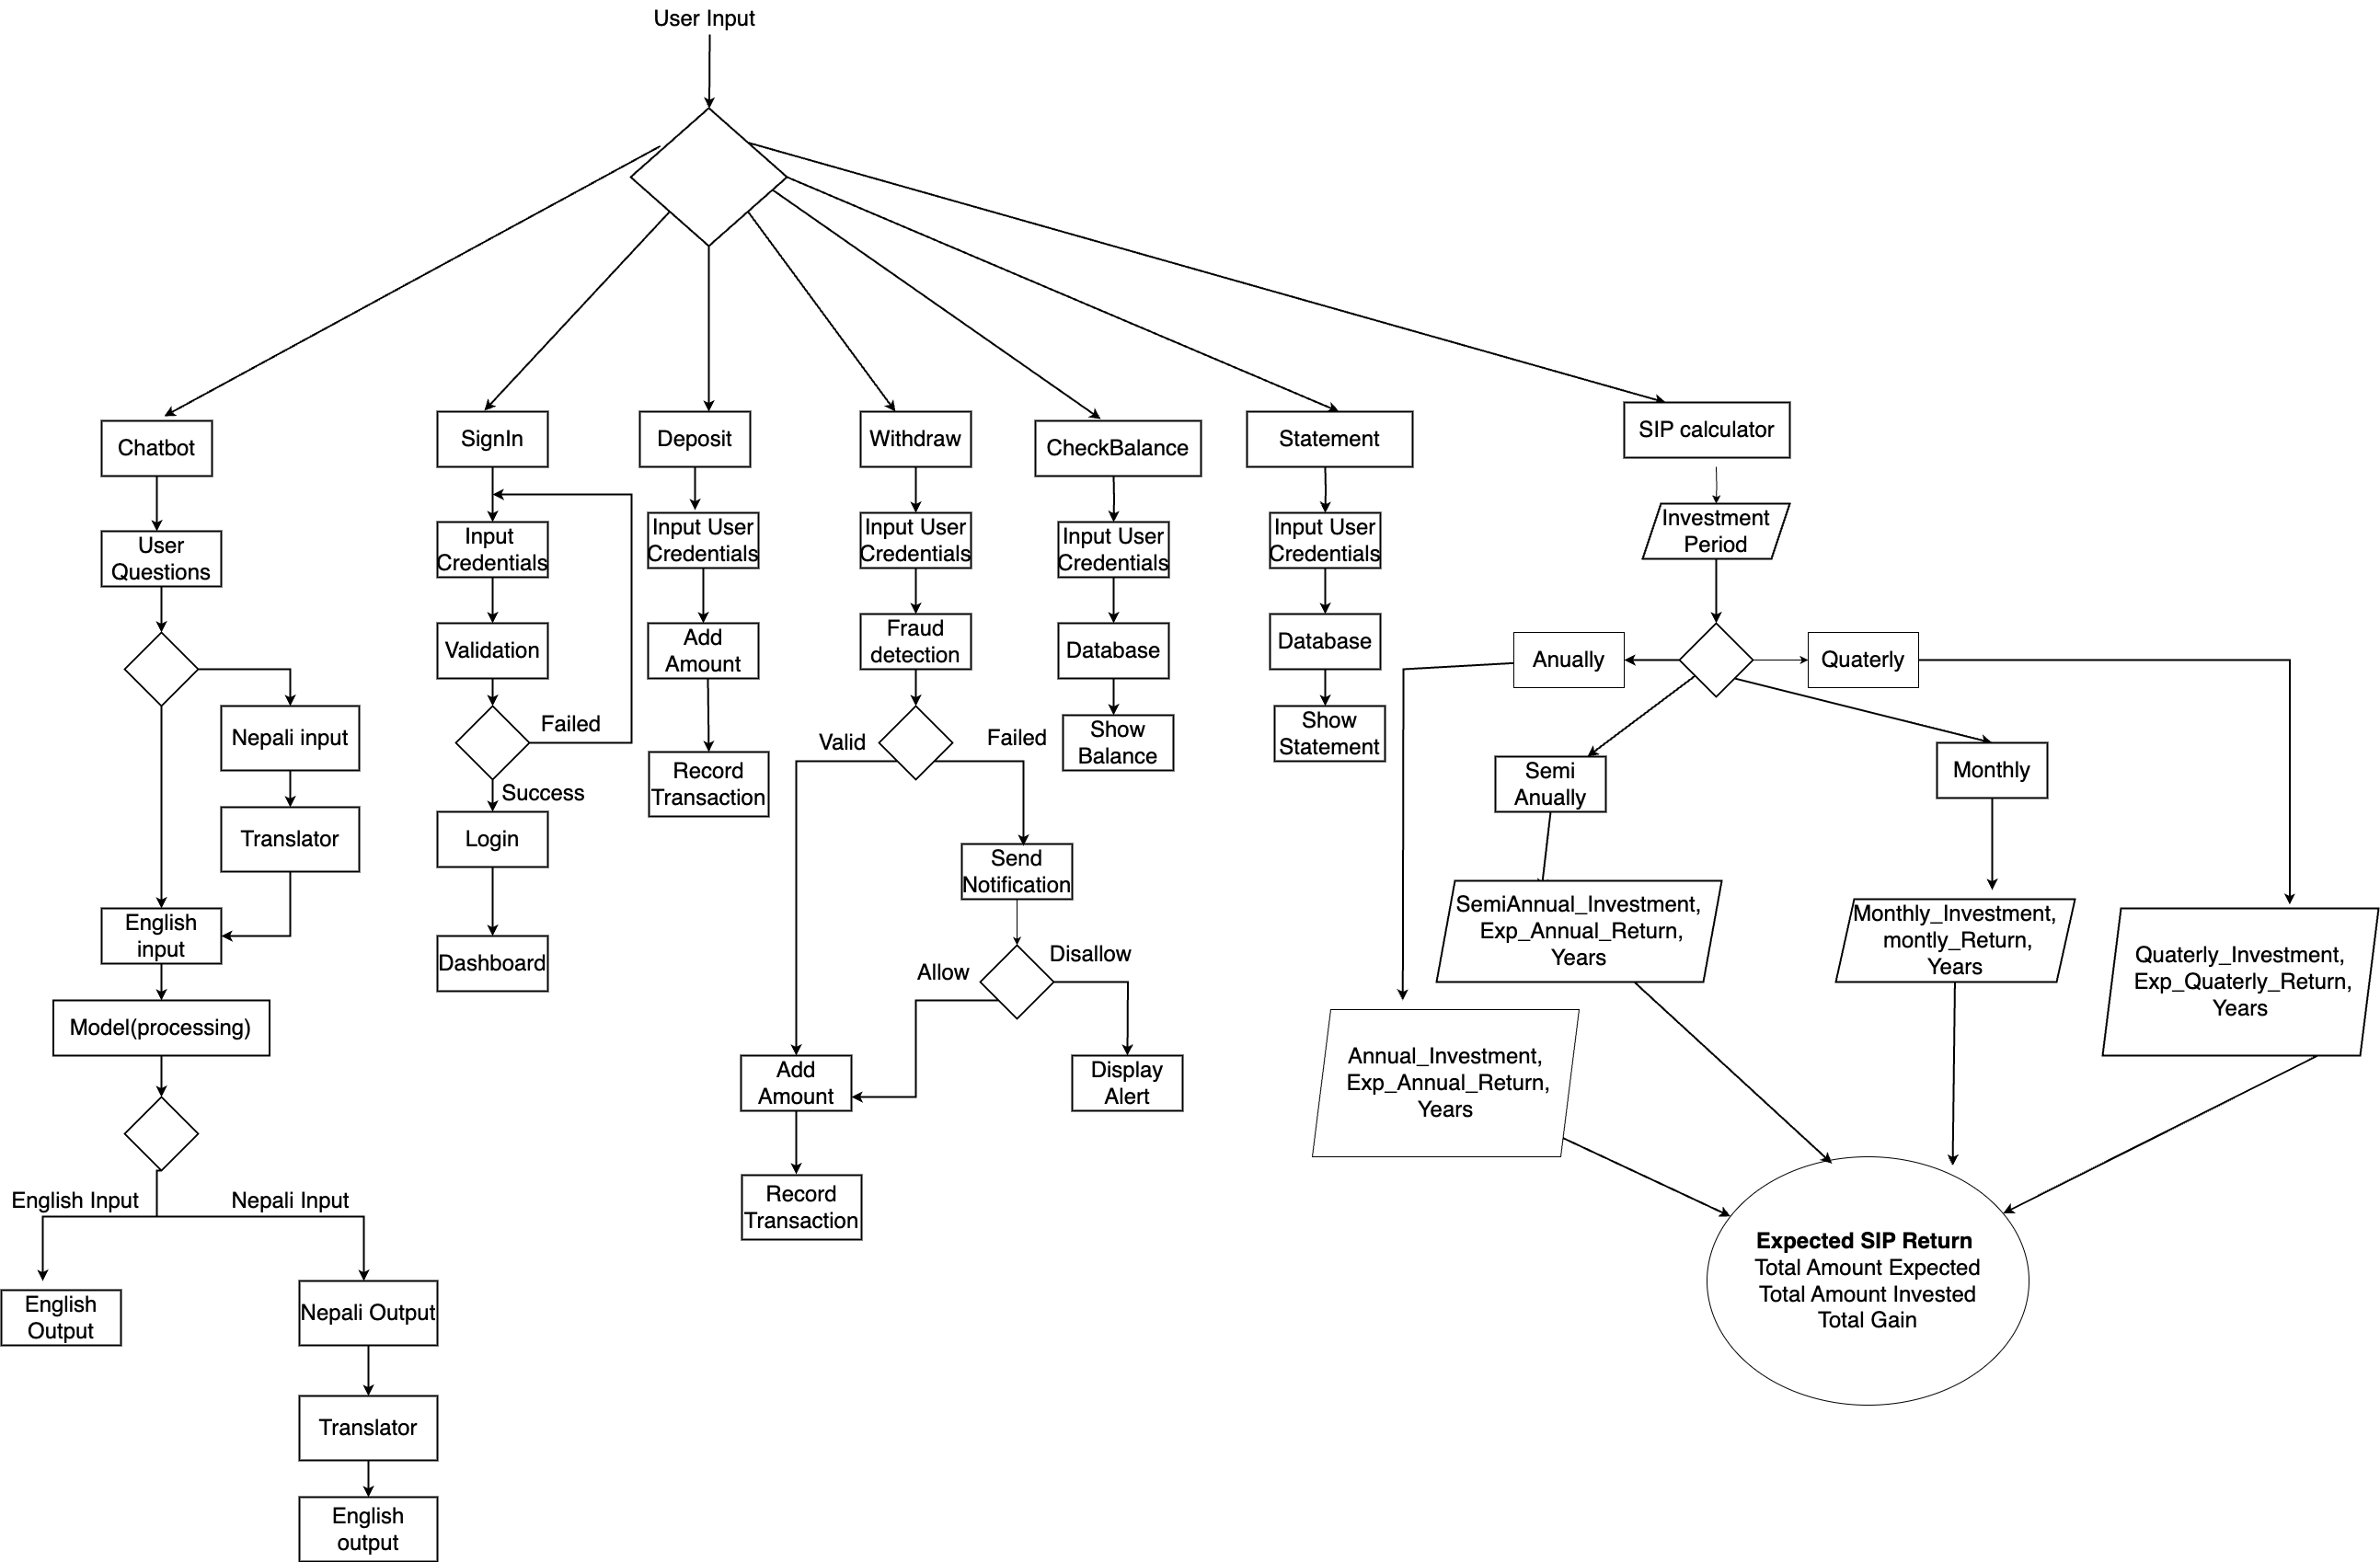 User Input
Chatbot
SignIn
Deposit
Withdraw
CheckBalance
Statement
SIP calculator
User
Questions
Nepali input
Translator
English
input
Model(processing)
English Input
Nepali Input
English
Output
Nepali Output
Translator
English
output
Input
Credentials
Validation
Failed
Success
Login
Dashboard
Input User
Credentials
Add
Amount
Record
Transaction
Input User
Credentials
Fraud
detection
Valid
Failed
Send
Notification
Allow
Disallow
Add
Amount
Display
Alert
Record
Transaction
Input User
Credentials
Database
Show
Balance
Input User
Credentials
Database
Show
Statement
Investment
Period
Anually
Quaterly
Semi
Anually
Monthly
SemiAnnual_Investment,
Exp_Annual_Return,
Years
Monthly_Investment,
montly_Return,
Years
Quaterly_Investment,
Exp_Quaterly_Return,
Years
Annual_Investment,
Exp_Annual_Return,
Years
Expected SIP Return
Total Amount Expected
Total Amount Invested
Total Gain